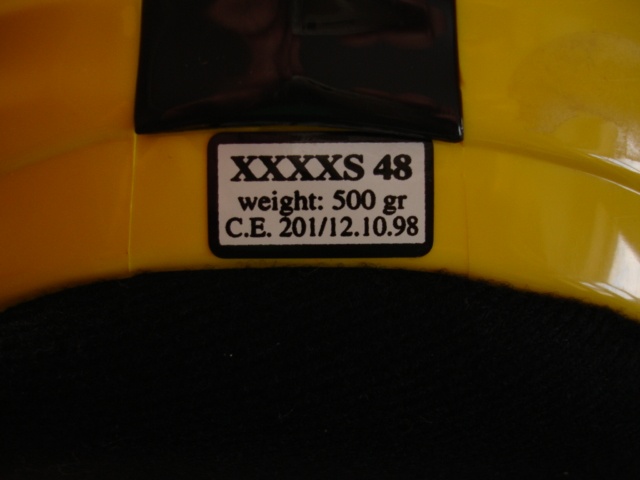 XXXXS 48
weight: 500 gr
C.E. 201/12.10.98